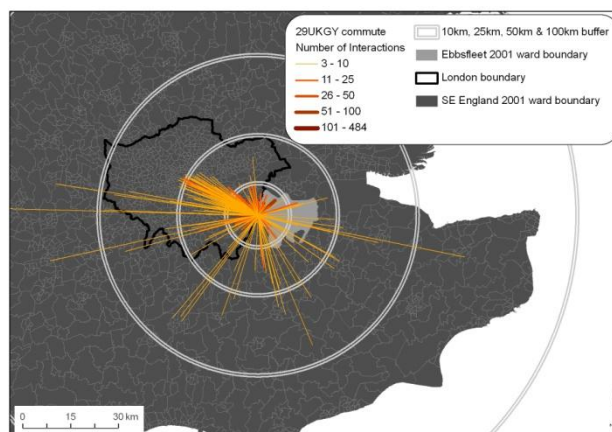 29UKGY commute
Number of Interactions
3 - 10
11 - 25
26 - 50
51 - 100
101 - 484
10km, 25km, 50km & 100km buffer
Ebbsfleet 2001 ward boundary
London boundary
SE England 2001 ward boundary
0 15 30 km